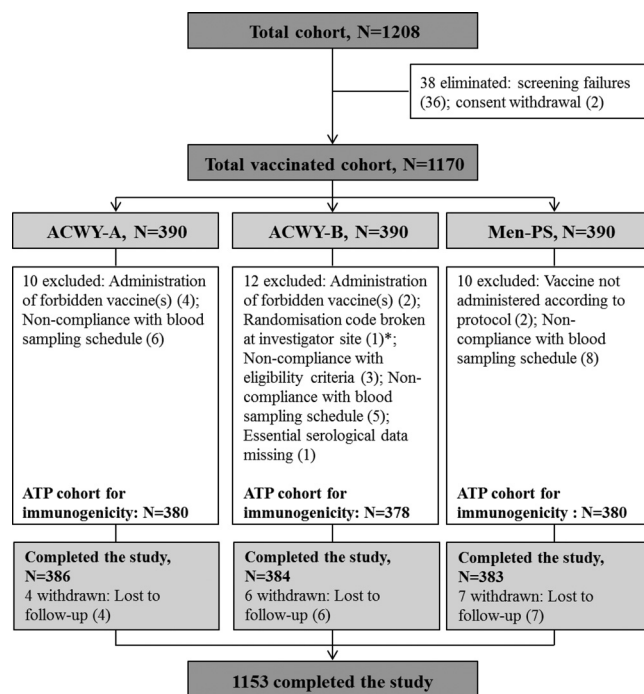 Total cohort, N=1208
38 eliminated: screening failures
(36); consent withdrawal (2)
Total vaccinated cohort, N=1170
ACWY-A, N=390
10 excluded: Administration
of forbidden vaccine(s) (4);
Non-compliance with blood
sampling schedule (6)
ATP cohort for
immunogenicity: N=380
Completed the study,
N=386
4 withdrawn: Lost to
follow-up (4)
ACWY-B, N=390
12 excluded: Administration
of forbidden vaccine(s) (2);
Randomisation code broken
at investigator site (1)*;
Non-compliance with
eligibility criteria (3); Non-
compliance with blood
sampling schedule (5);
Essential serological data
missing (1)
ATP cohort for
immunogenicity: N=378
Completed the study,
N=384
6 withdrawn: Lost to
follow-up (6)
Men-PS, N=390
10 excluded: Vaccine not
administered according to
protocol (2); Non-
compliance with blood
sampling schedule (8)
ATP cohort for
immunogenicity : N=380
Completed the study,
N=383
7 withdrawn: Lost to
follow-up (7)
1153 completed the study